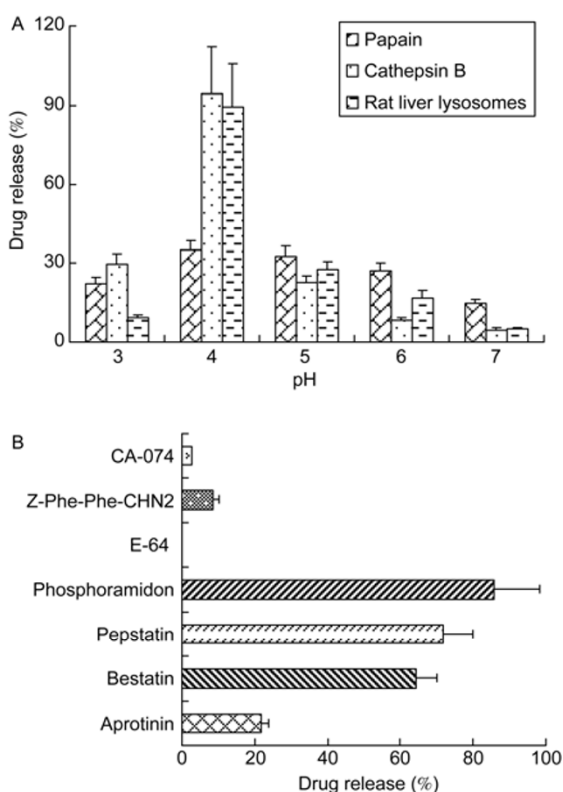 A
Drug release (%)
120
90
60
30
0
Papain
Cathepsin B
Rat liver lysosomes
3 4 5 6 7
pH
B
CA-074
Z-Phe-Phe-CHN2
E-64
Phosphoramidon
Pepstatin
Bestatin
Aprotinin
0 20 40 60 80 100
Drug release (%)